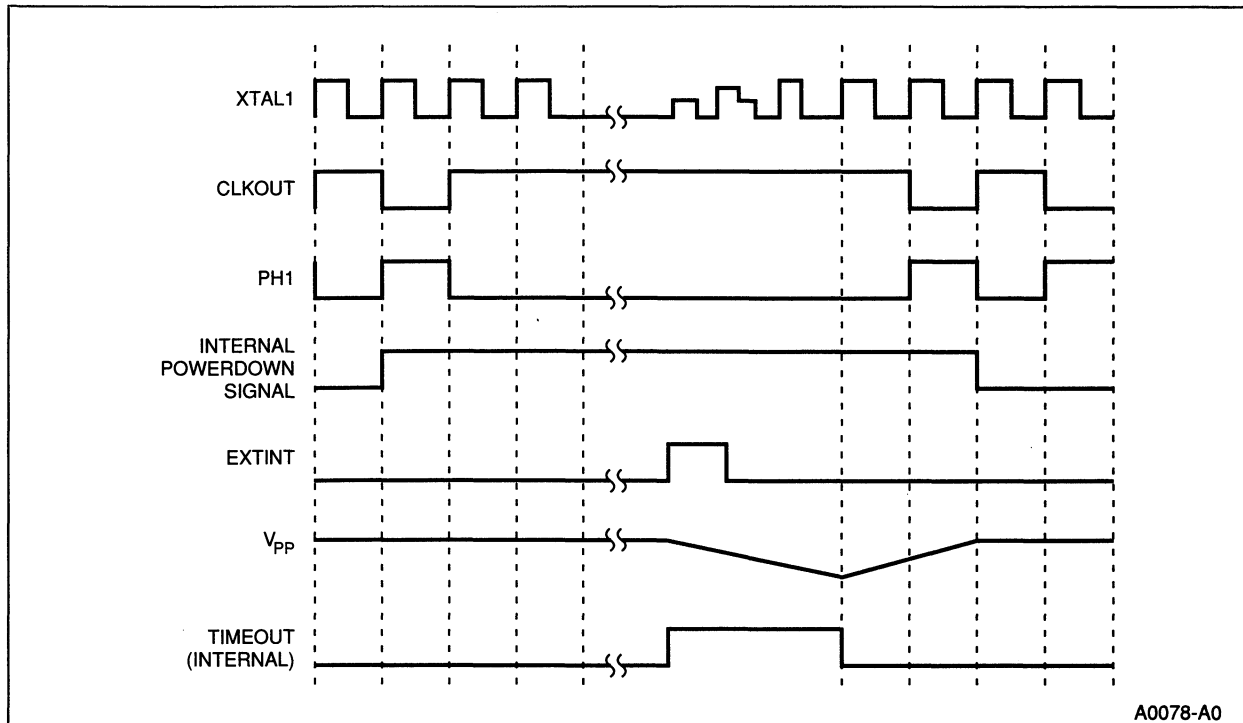 XTAL1
CLKOUT
PH1
INTERNAL
POWERDOWN
SIGNAL
EXTINT
VPP
TIMEOUT
(INTERNAL)
A0078-A0